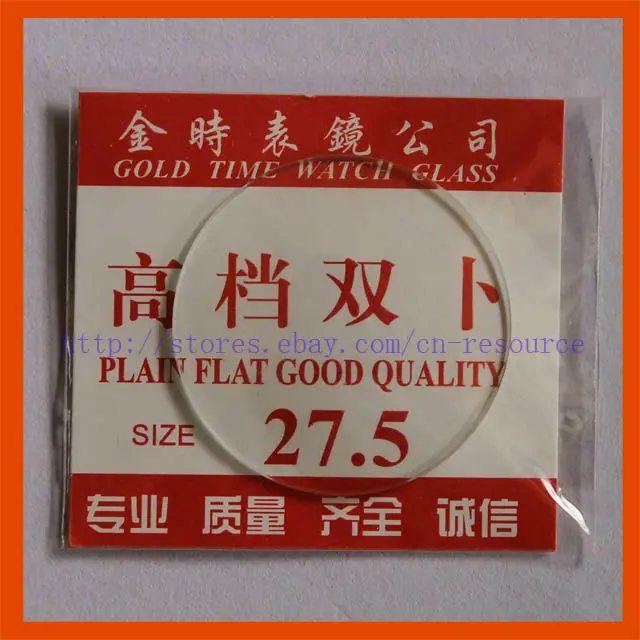 金時表鏡公司
GOLD TIME WATCH GLASS
高档双卜
http://stores.ebay.com/cn-resource
PLAIN FLAT GOOD QUALITY
SIZE 27.5
专业 质量 齐全 诚信